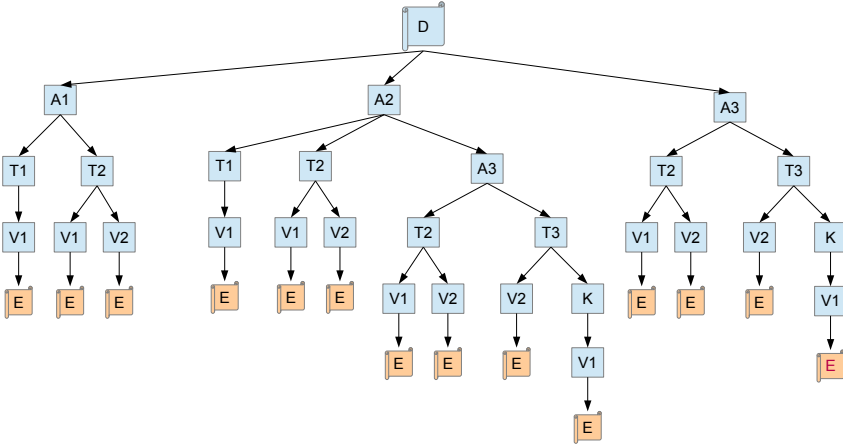 D
A1 A2 A3
T1 T2 T1 T2 A3 T2 T3
V1 V1 V2 V1 V1 V2 T2 T3 V1 V2 V2 K
E E E E E E V1 V2 V2 K E E E V1
E E E V1 E
E